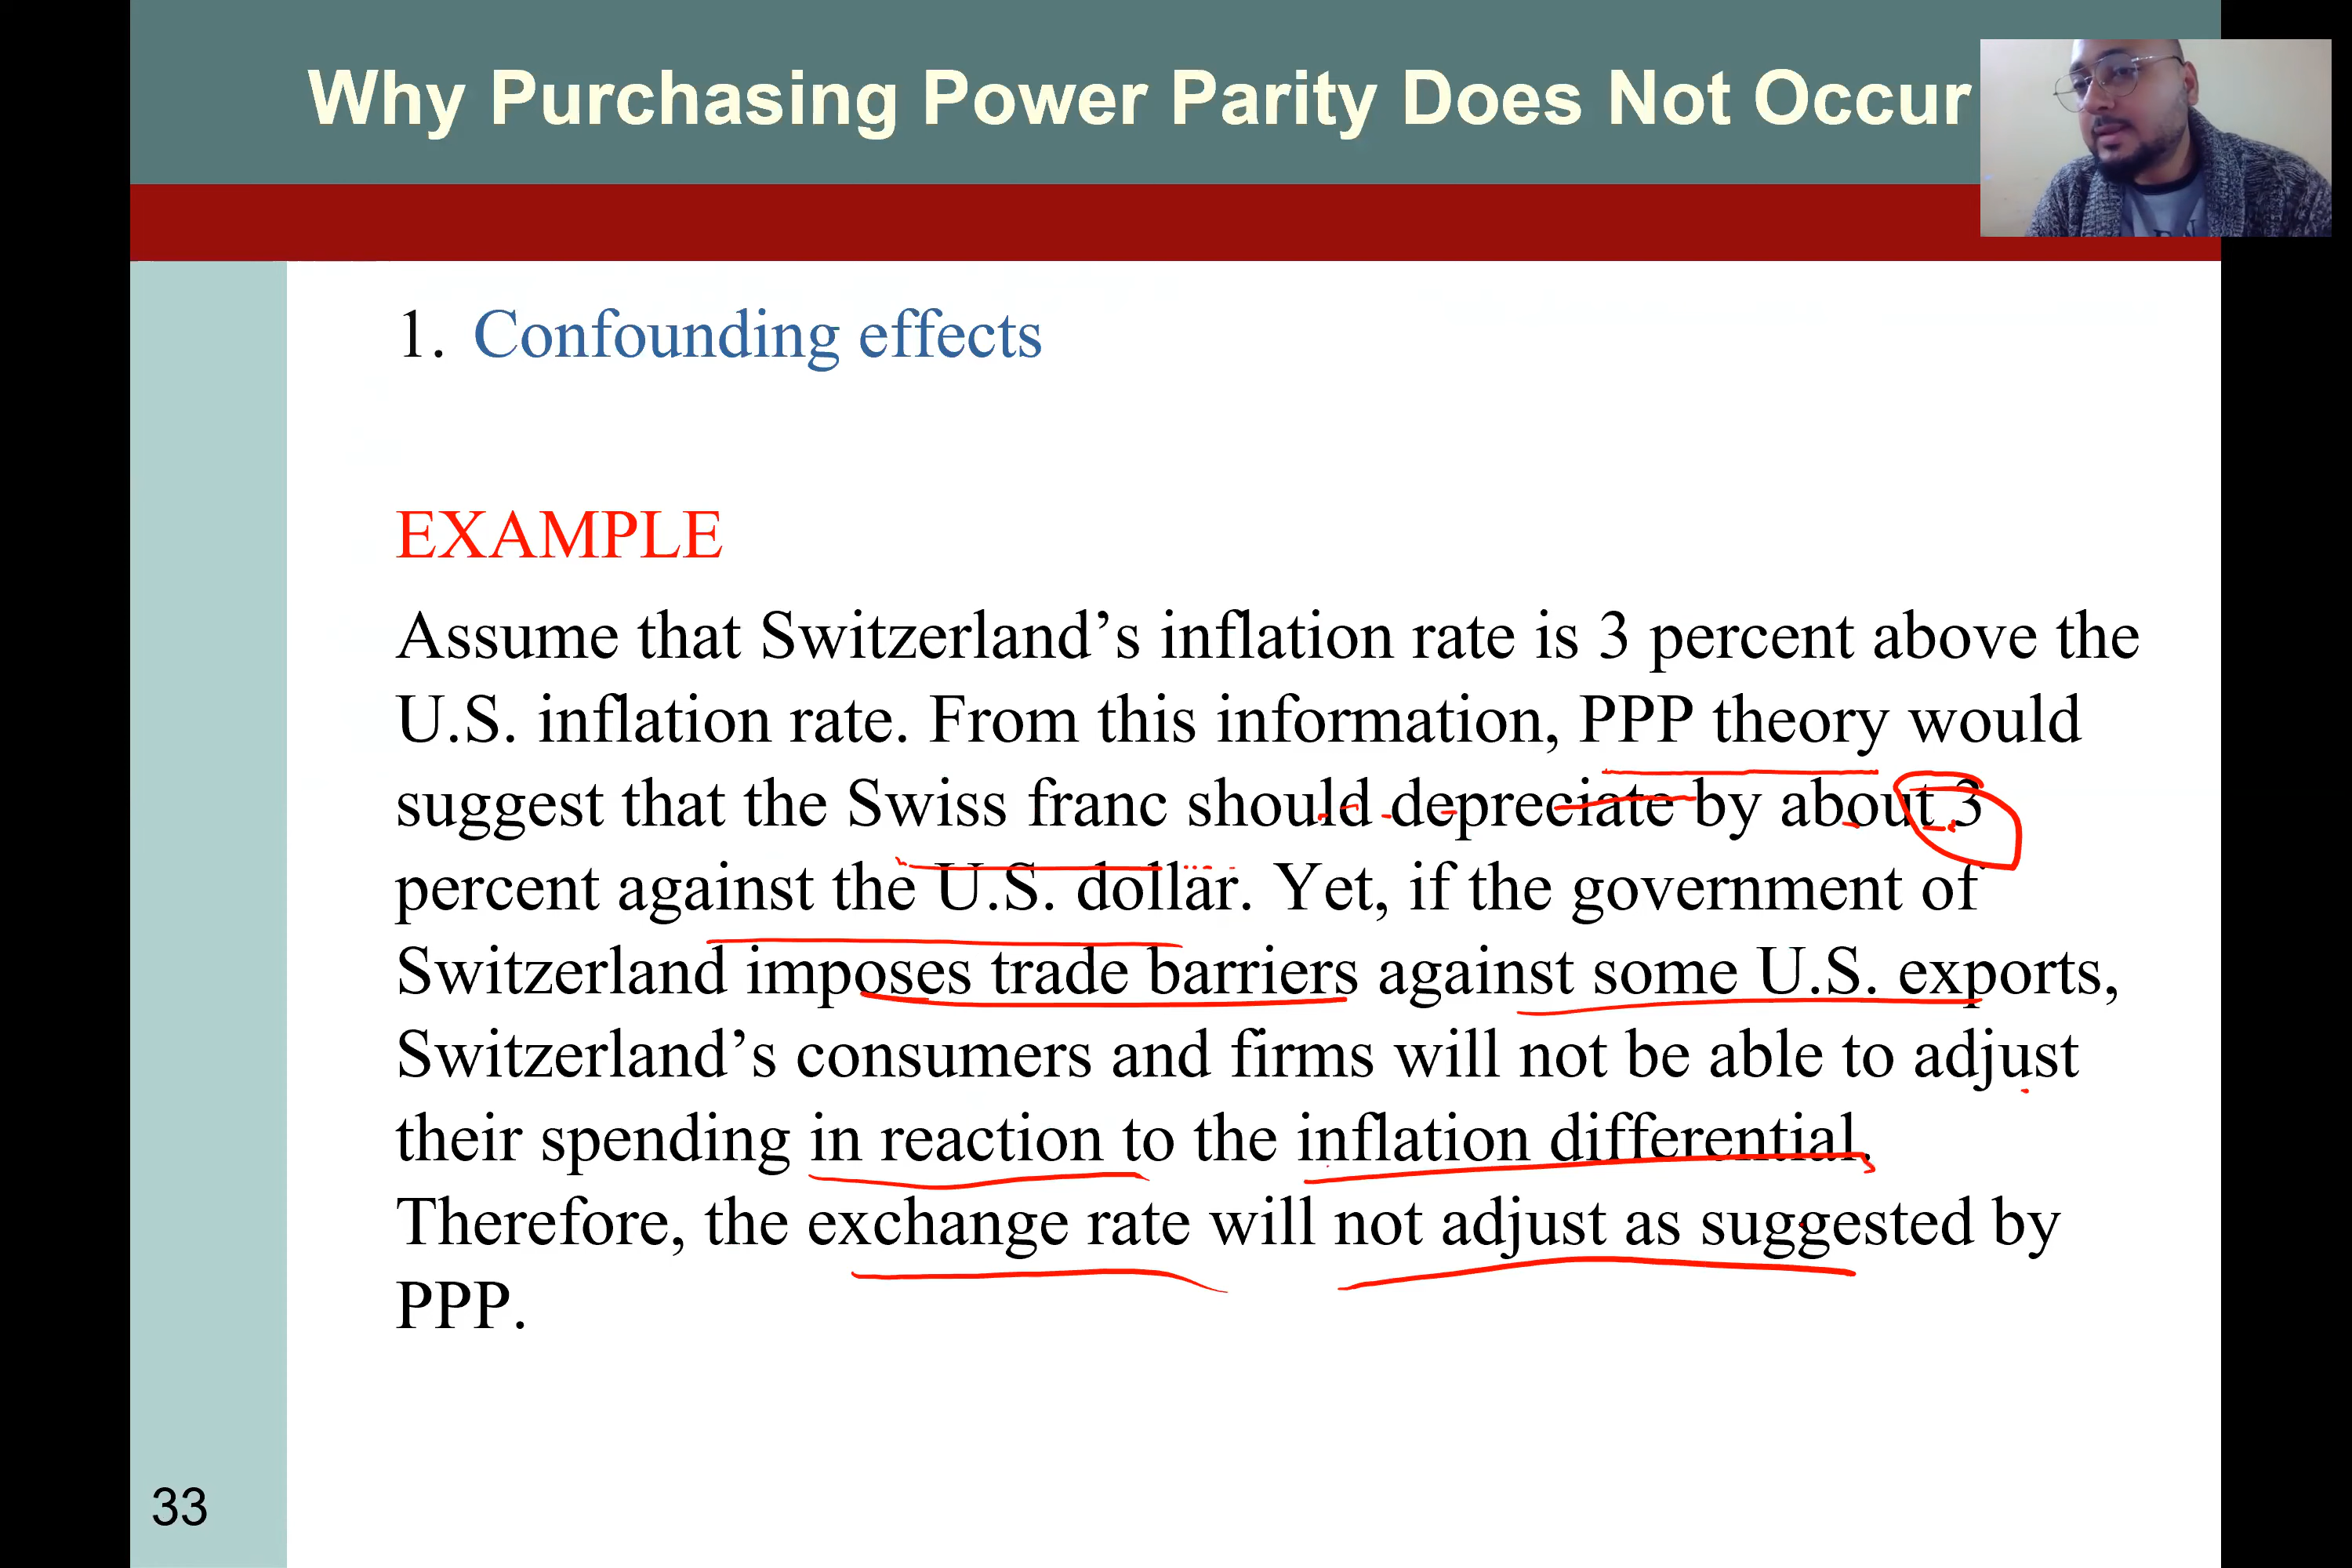 Why Purchasing Power Parity Does Not Occur
1. Confounding effects
EXAMPLE
Assume that Switzerland’s inflation rate is 3 percent above the
U.S. inflation rate. From this information, PPP theory would
suggest that the Swiss franc should depreciate by about 3
percent against the U.S. dollar. Yet, if the government of
Switzerland imposes trade barriers against some U.S. exports,
Switzerland’s consumers and firms will not be able to adjust
their spending in reaction to the inflation differential.
Therefore, the exchange rate will not adjust as suggested by
PPP.
33